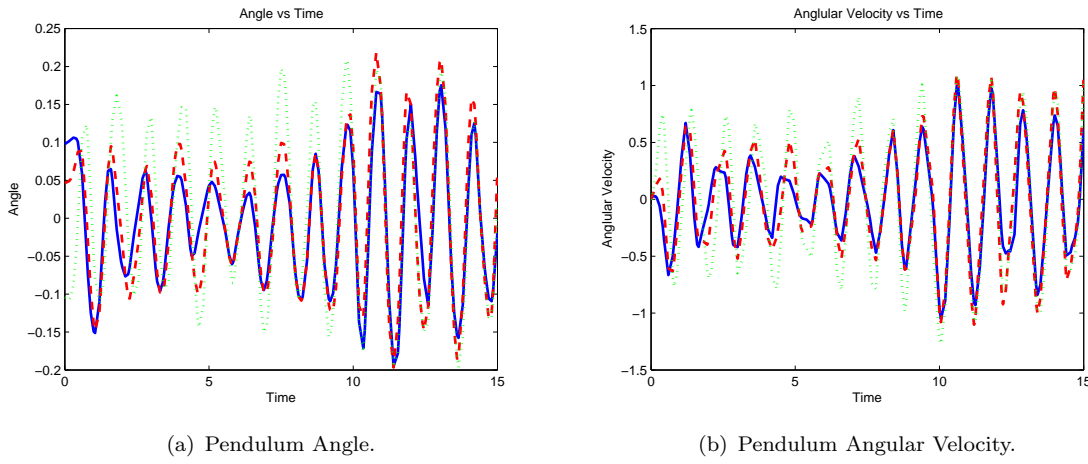 Angle vs Time
0.25
0.2
0.15
0.1
0.05
0
−0.05
−0.1
−0.15
−0.2
Angle
0 5 10 15
Time
(a) Pendulum Angle.
Anglular Velocity vs Time
1.5
1
0.5
0
−0.5
−1
−1.5
Angular Velocity
0 5 10 15
Time
(b) Pendulum Angular Velocity.